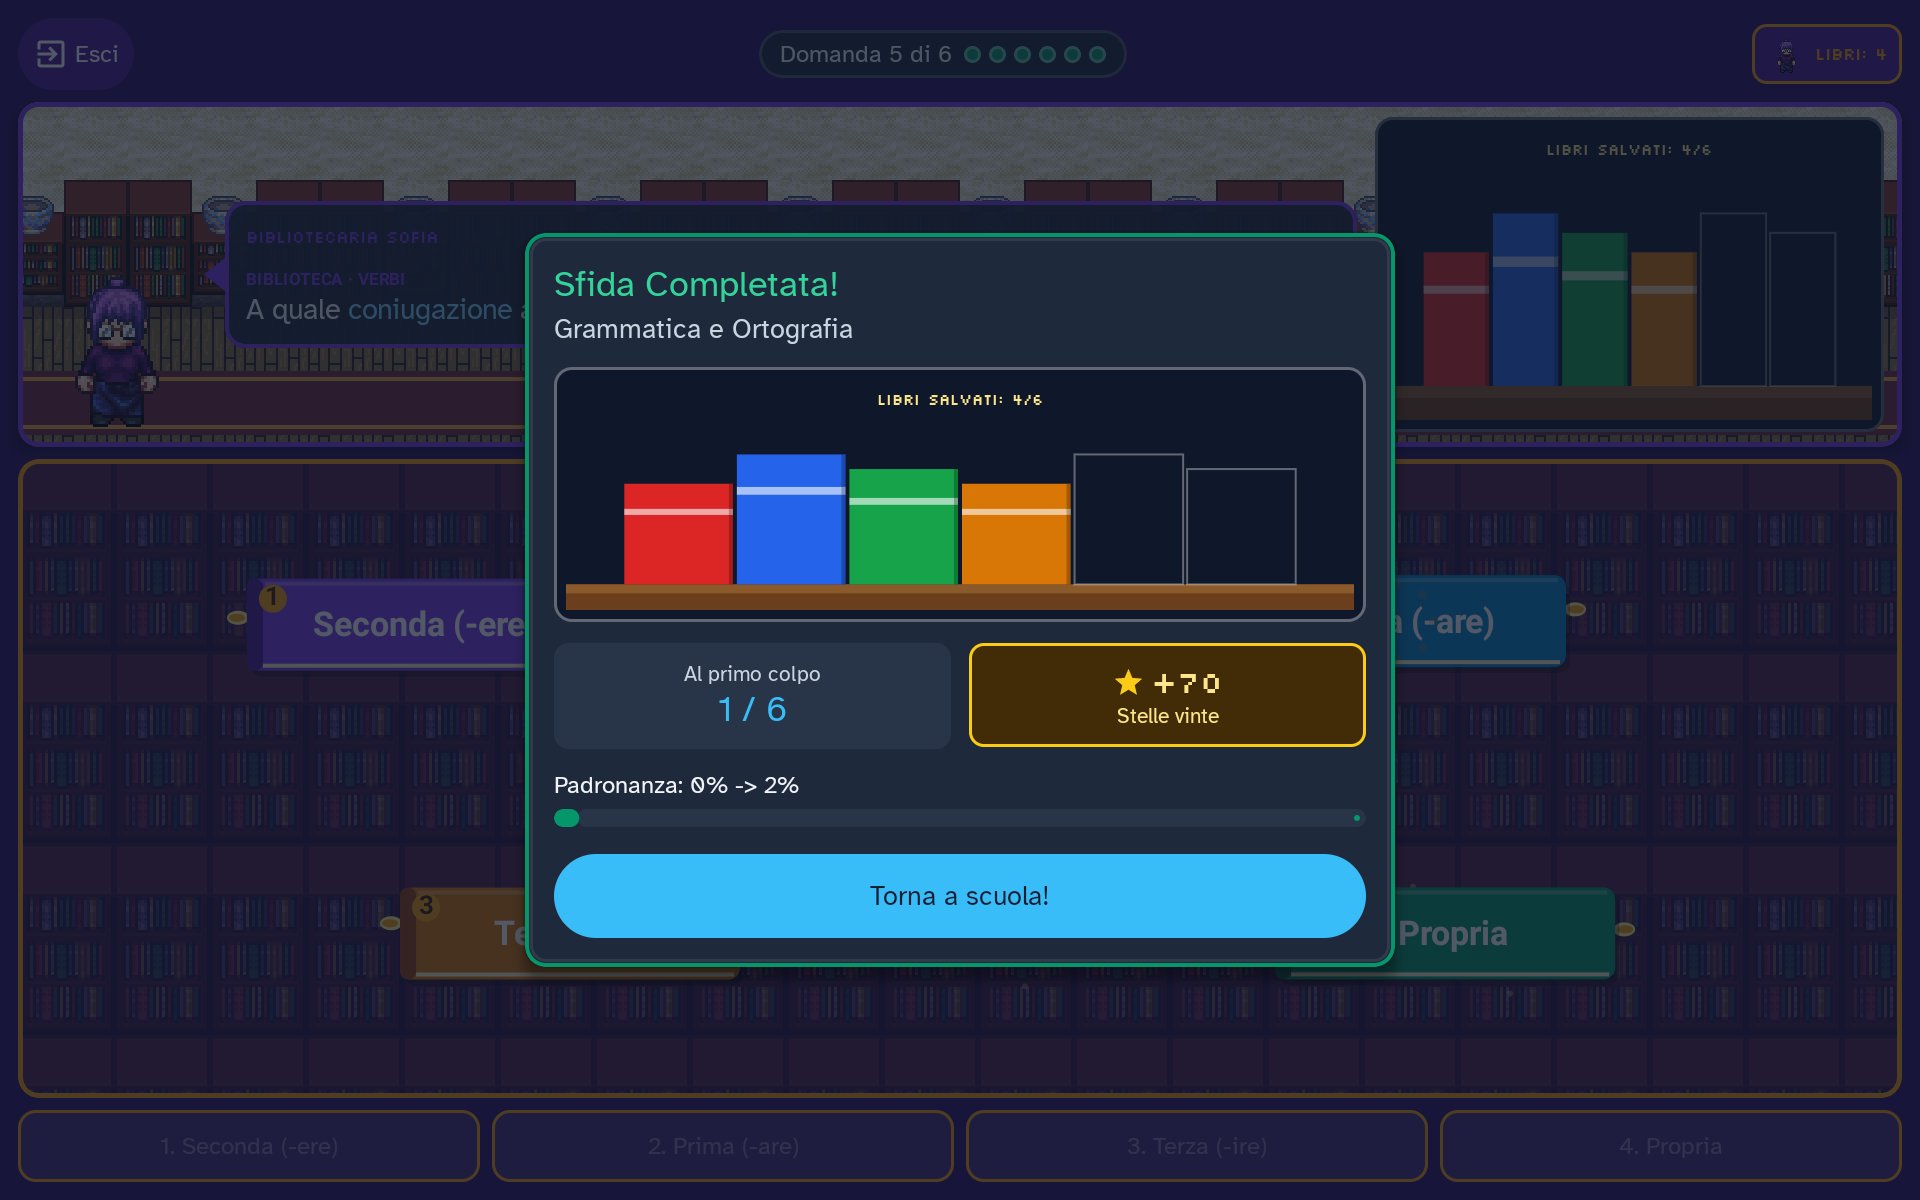 Esci
Domanda 5 di 6
LIBRI: 4
LIBRI SALVATI: 4/6
BIBLIOTECARIA SOFIA
BIBLIOTECA · VERBI
A quale coniugazione
Sfida Completata!
Grammatica e Ortografia
LIBRI SALVATI: 4/6
Al primo colpo
1 / 6
+70
Stelle vinte
Padronanza: 0% -> 2%
Torna a scuola!
1
Seconda (-ere
(-are)
3
Te
Propria
1. Seconda (-ere)
2. Prima (-are)
3. Terza (-ire)
4. Propria